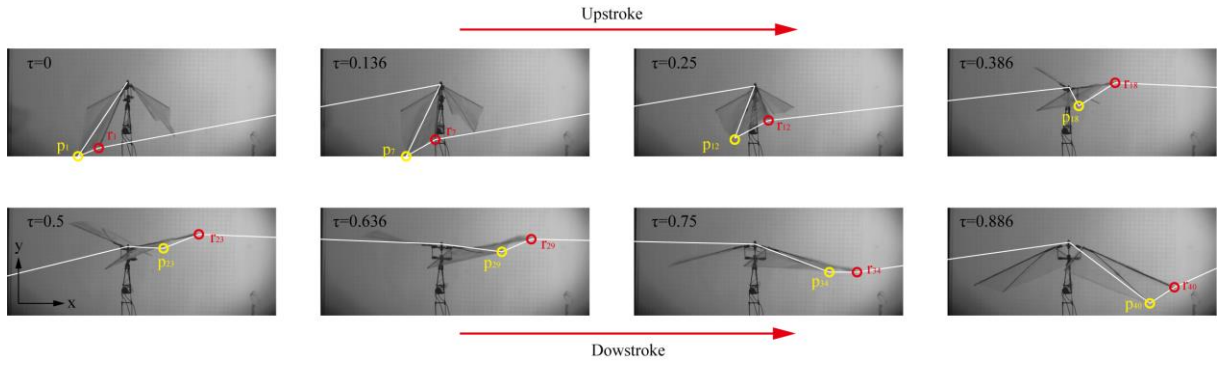 Upstroke
τ=0
τ=0.136
τ=0.25
τ=0.386
p1
r1
p7
r7
p12
r12
p18
r18
τ=0.5
τ=0.636
τ=0.75
τ=0.886
y
x
p23
r23
p29
r29
p34
r34
p40
r40
Dowstroke